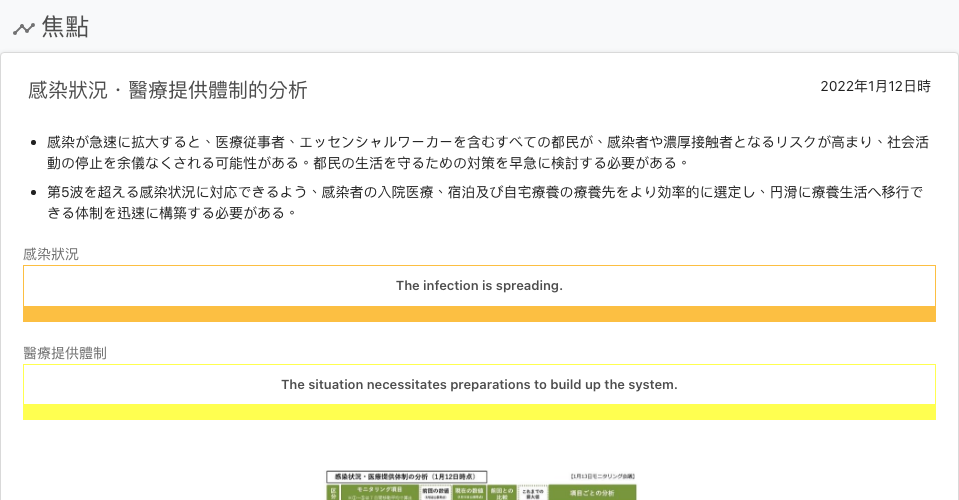 焦點
感染狀況・醫療提供體制的分析
2022年1月12日時
感染が急速に拡大すると、医療従事者、エッセンシャルワーカーを含むすべての都民が、感染者や濃厚接触者となるリスクが高まり、社会活
動の停止を余儀なくされる可能性がある。都民の生活を守るための対策を早急に検討する必要がある。
第5波を超える感染状況に対応できるよう、感染者の入院医療、宿泊及び自宅療養の療養先をより効率的に選定し、円滑に療養生活へ移行で
きる体制を迅速に構築する必要がある。
感染狀況
The infection is spreading.
醫療提供體制
The situation necessitates preparations to build up the system.
感染状況・医療提供体制の分析（1月12日時点）
【1月13日モニタリング会議】
区
モニタリング項目
前回の数値
現在の数値
前回との
比較
これまでの
最大値
項目ごとの分析